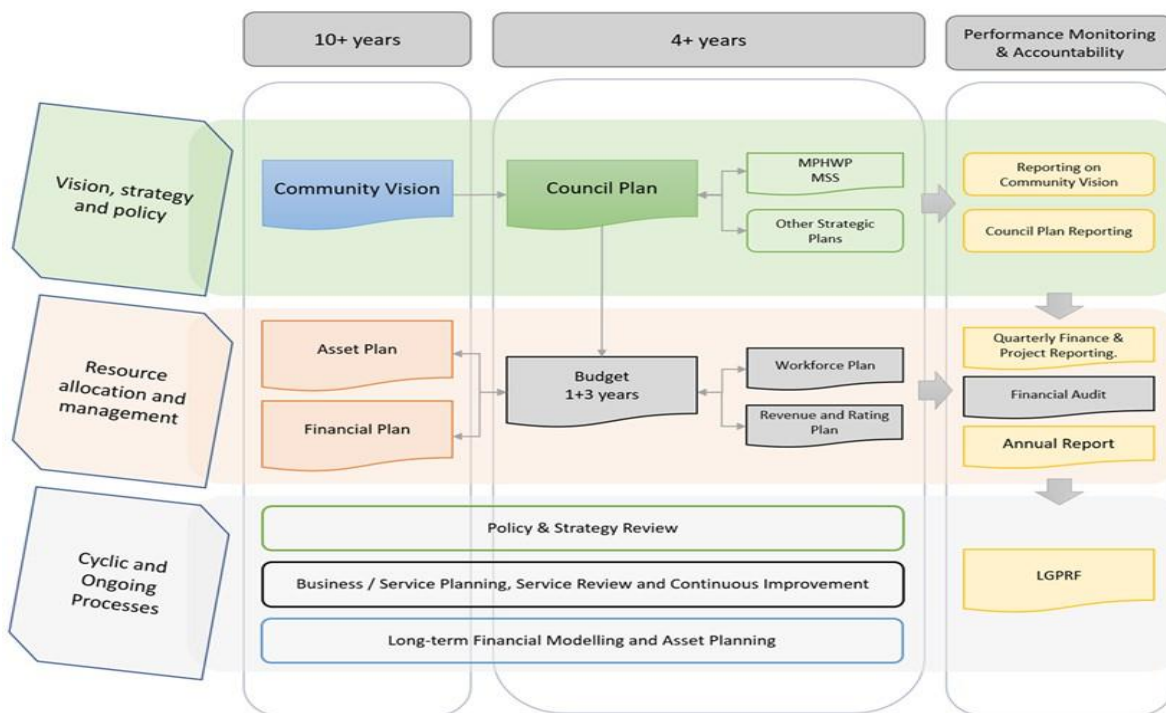 10+ years
4+ years
Performance Monitoring
& Accountability
Vision, strategy
and policy
Community Vision
Council Plan
MPHWP
MSS
Other Strategic
Plans
Reporting on
Community Vision
Council Plan Reporting
Resource
allocation and
management
Asset Plan
Financial Plan
Budget
1+3 years
Workforce Plan
Revenue and Rating
Plan
Quarterly Finance &
Project Reporting.
Financial Audit
Annual Report
Cyclic and
Ongoing
Processes
Policy & Strategy Review
Business / Service Planning, Service Review and Continuous Improvement
Long-term Financial Modelling and Asset Planning
LGPRF